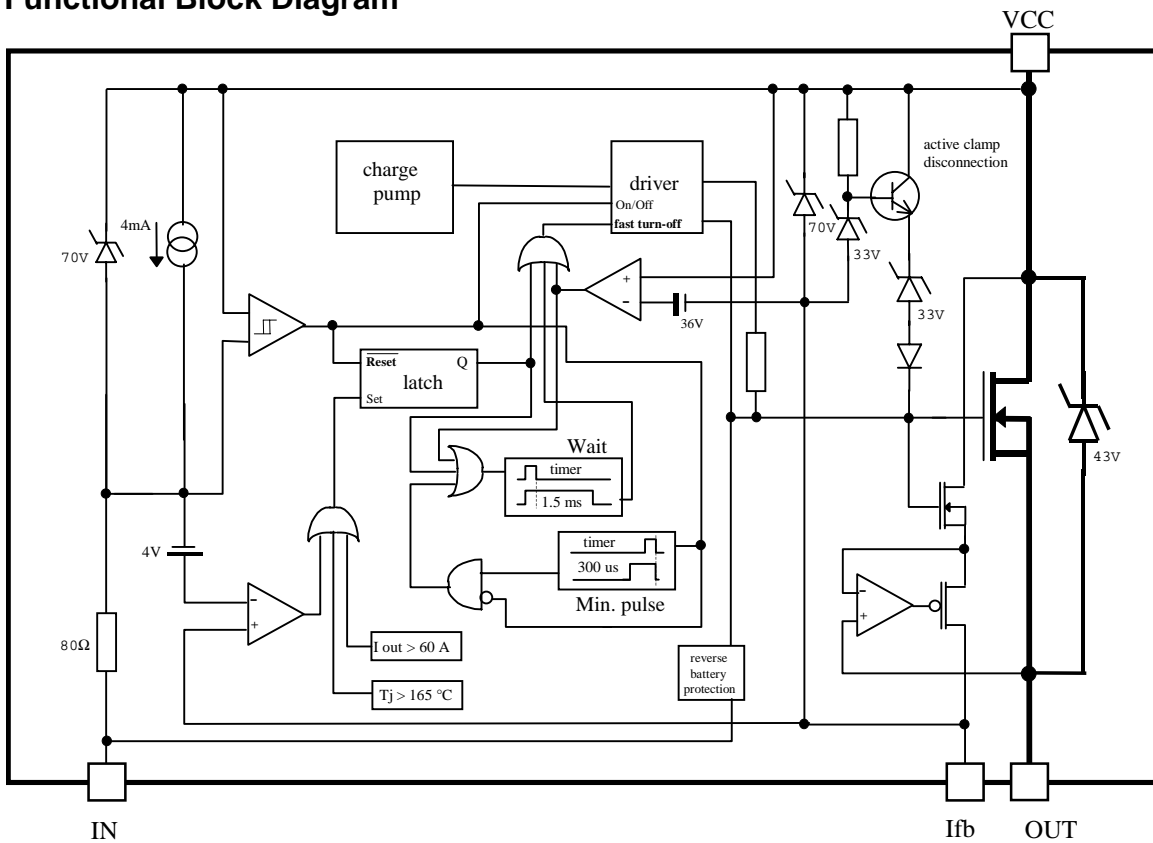 Functional Block Diagram
VCC
active clamp
disconnection
charge
pump
driver
On/Off
fast turn-off
4mA
70V
70V
33V
33V
+
-
36V
Reset
Q
latch
Set
43V
Wait
timer
1.5 ms
4V
timer
300 us
Min. pulse
-
+
-
+
80Ω
I out > 60 A
Tj > 165 °C
reverse
battery
protection
IN
Ifb
OUT